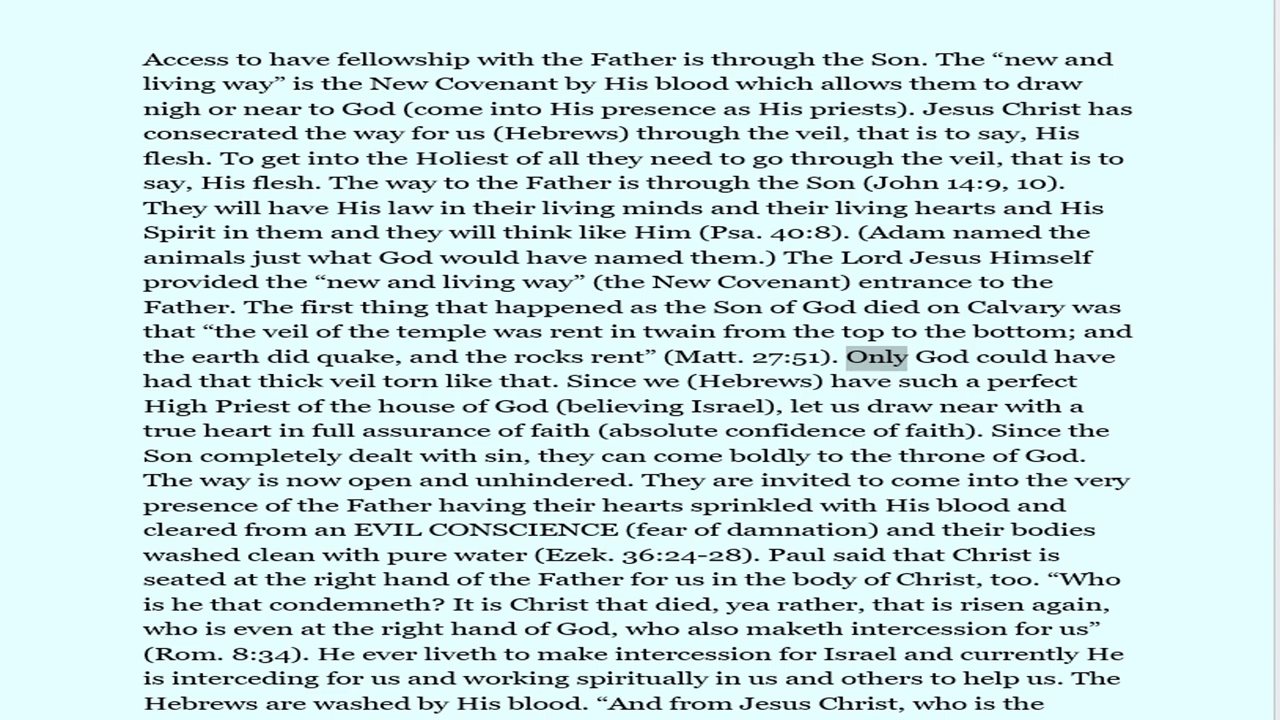 Access to have fellowship with the Father is through the Son. The “new and
living way” is the New Covenant by His blood which allows them to draw
nigh or near to God (come into His presence as His priests). Jesus Christ has
consecrated the way for us (Hebrews) through the veil, that is to say, His
flesh. To get into the Holiest of all they need to go through the veil, that is to
say, His flesh. The way to the Father is through the Son (John 14:9, 10).
They will have His law in their living minds and their living hearts and His
Spirit in them and they will think like Him (Psa. 40:8). (Adam named the
animals just what God would have named them.) The Lord Jesus Himself
provided the “new and living way” (the New Covenant) entrance to the
Father. The first thing that happened as the Son of God died on Calvary was
that “the veil of the temple was rent in twain from the top to the bottom; and
the earth did quake, and the rocks rent” (Matt. 27:51). Only God could have
had that thick veil torn like that. Since we (Hebrews) have such a perfect
High Priest of the house of God (believing Israel), let us draw near with a
true heart in full assurance of faith (absolute confidence of faith). Since the
Son completely dealt with sin, they can come boldly to the throne of God.
The way is now open and unhindered. They are invited to come into the very
presence of the Father having their hearts sprinkled with His blood and
cleared from an EVIL CONSCIENCE (fear of damnation) and their bodies
washed clean with pure water (Ezek. 36:24-28). Paul said that Christ is
seated at the right hand of the Father for us in the body of Christ, too. “Who
is he that condemneth? It is Christ that died, yea rather, that is risen again,
who is even at the right hand of God, who also maketh intercession for us”
(Rom. 8:34). He ever liveth to make intercession for Israel and currently He
is interceding for us and working spiritually in us and others to help us. The
Hebrews are washed by His blood. “And from Jesus Christ, who is the